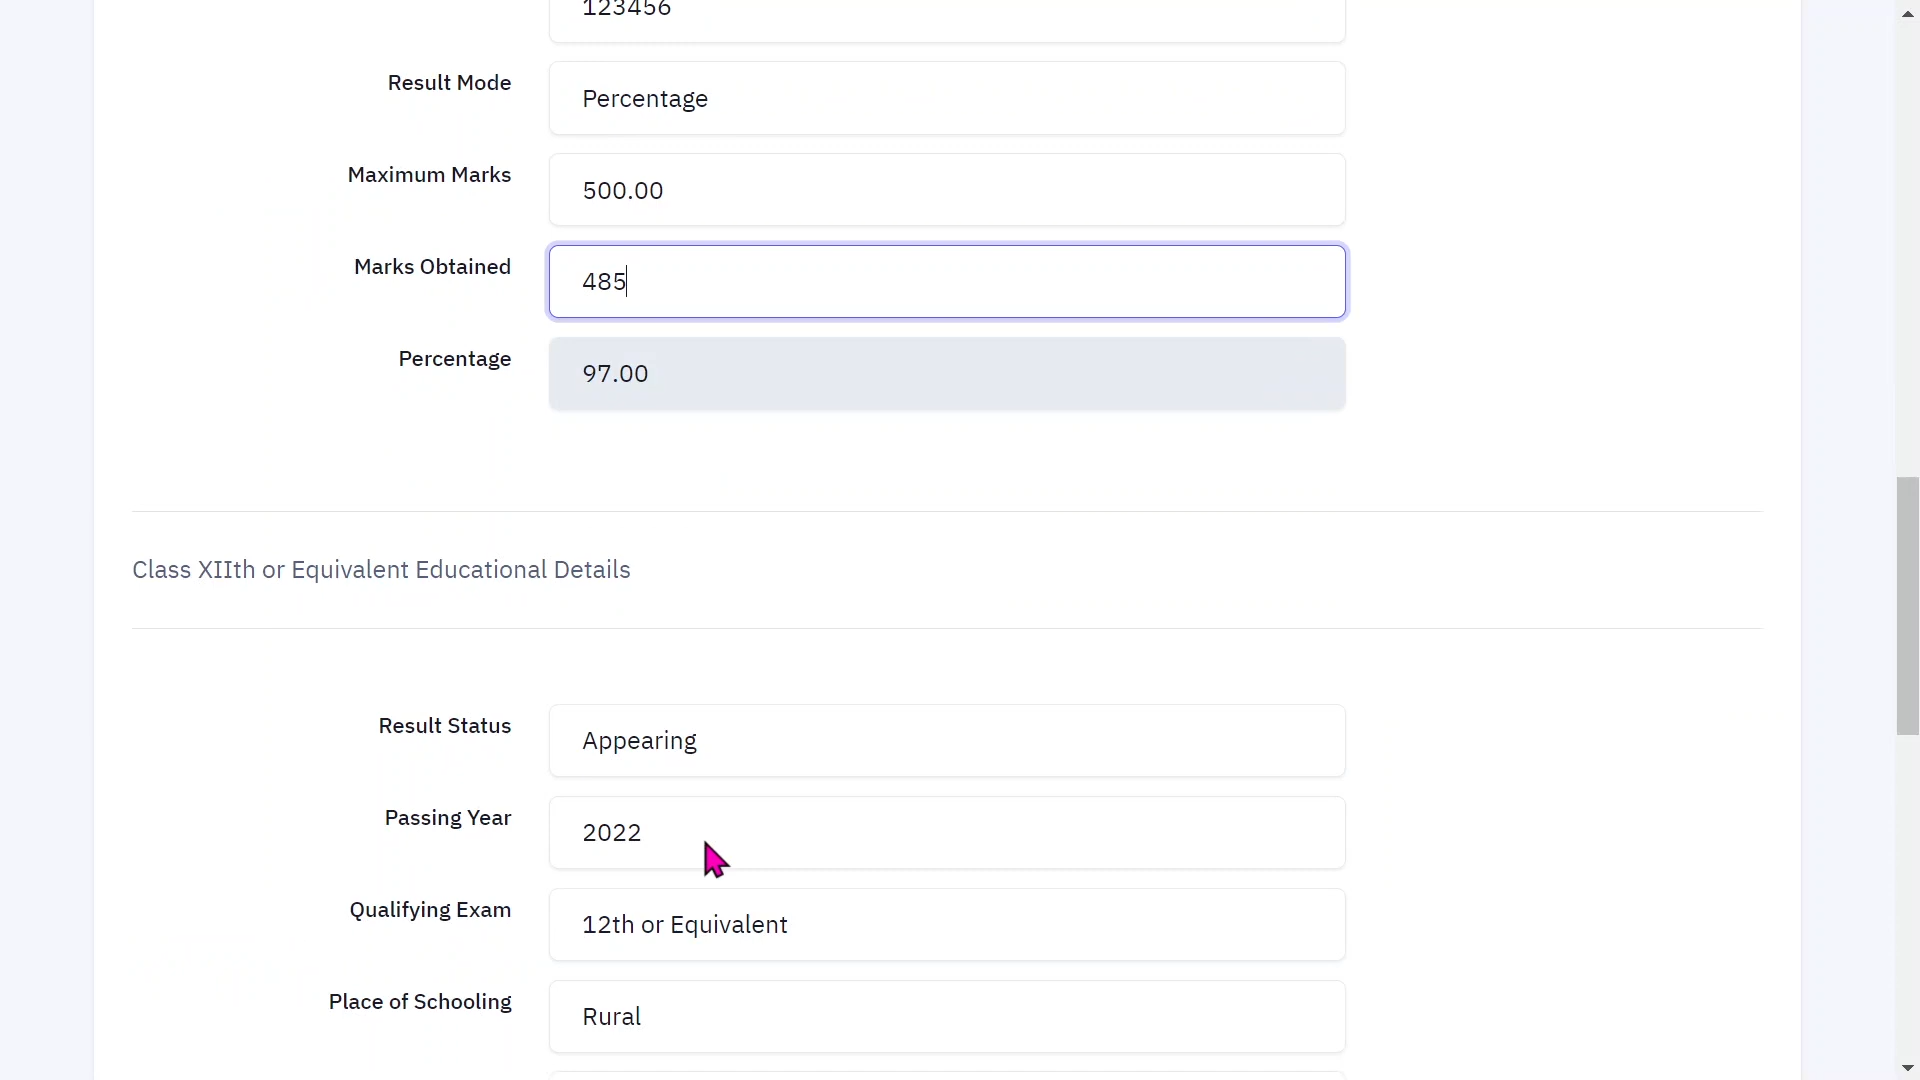 123456
Result Mode
Percentage
Maximum Marks
500.00
Marks Obtained
485
Percentage
97.00
Class XIIth or Equivalent Educational Details
Result Status
Appearing
Passing Year
2022
Qualifying Exam
12th or Equivalent
Place of Schooling
Rural